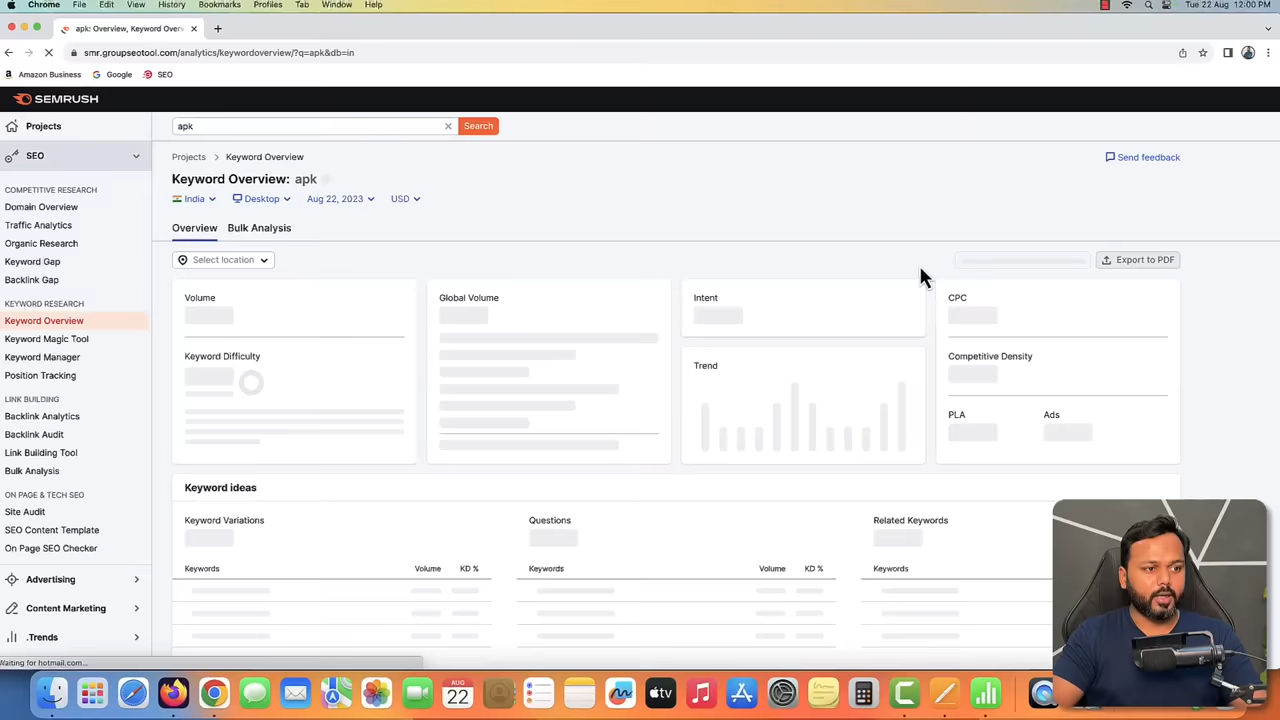 Chrome File Edit View History Bookmarks Profiles Tab Window Help Tue 22 Aug 12:00 PM
apk: Overview, Keyword Overv
smr.groupseotool.com/analytics/keywordoverview/?q=apk&db=in
Amazon Business Google SEO
SEMRUSH
Projects
apk Search
SEO
Projects > Keyword Overview Send feedback
Keyword Overview: apk
India Desktop Aug 22, 2023 USD
Overview Bulk Analysis
Select location Export to PDF
COMPETITIVE RESEARCH
Domain Overview
Traffic Analytics
Organic Research
Keyword Gap
Backlink Gap
KEYWORD RESEARCH
Keyword Overview
Keyword Magic Tool
Keyword Manager
Position Tracking
LINK BUILDING
Backlink Analytics
Backlink Audit
Link Building Tool
Bulk Analysis
ON PAGE & TECH SEO
Site Audit
SEO Content Template
On Page SEO Checker
Advertising
Content Marketing
.Trends
Volume
Keyword Difficulty
Global Volume
Intent
Trend
CPC
Competitive Density
PLA Ads
Keyword ideas
Keyword Variations Questions Related Keywords
Keywords Volume KD % Keywords Volume KD % Keywords
Waiting for hotmail.com...
AUG
22
tv